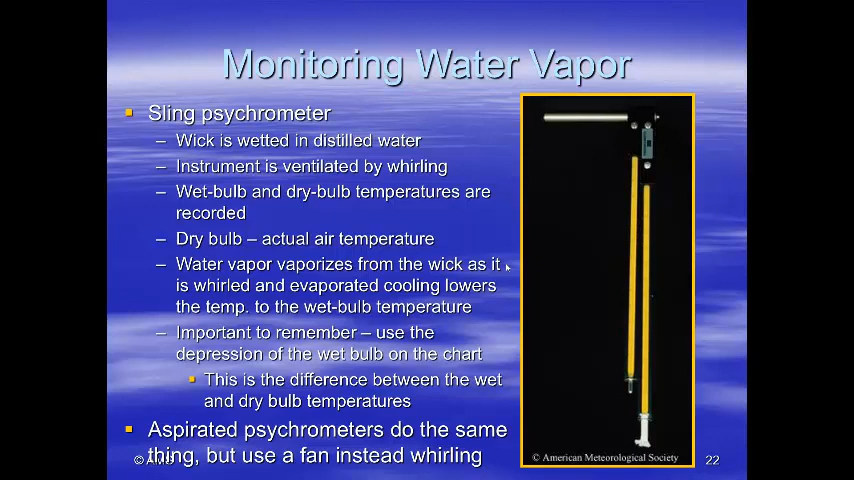 Monitoring Water Vapor
Sling psychrometer
– Wick is wetted in distilled water
– Instrument is ventilated by whirling
– Wet-bulb and dry-bulb temperatures are
recorded
– Dry bulb – actual air temperature
– Water vapor vaporizes from the wick as it
is whirled and evaporated cooling lowers
the temp. to the wet-bulb temperature
– Important to remember – use the
depression of the wet bulb on the chart
This is the difference between the wet
and dry bulb temperatures
Aspirated psychrometers do the same
thing, but use a fan instead whirling
© AMS
© American Meteorological Society
22